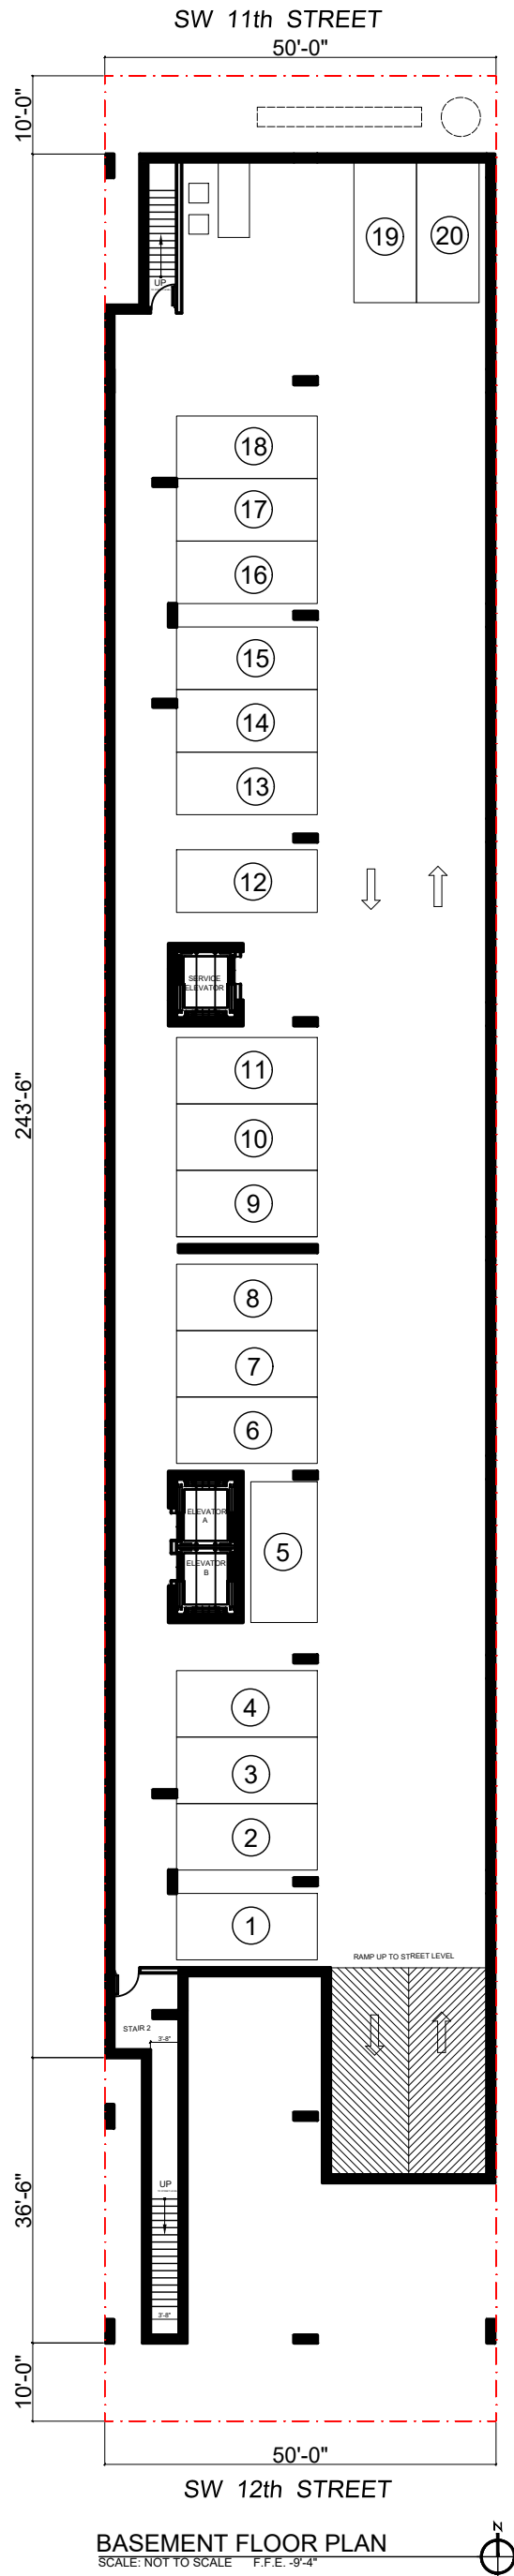 SW 11th STREET
50'-0"
10'-0"
19
20
UP
18
17
16
15
14
13
12
SERVICE
ELEVATOR
11
243'-6"
10
9
8
7
6
ELEVATOR
A
ELEVATOR
B
5
4
3
2
1
RAMP UP TO STREET LEVEL
STAIR 2
3'-8"
UP
36'-6"
3'-8"
10'-0"
50'-0"
SW 12th STREET
BASEMENT FLOOR PLAN
SCALE: NOT TO SCALE F.F.E. -9'-4"
N